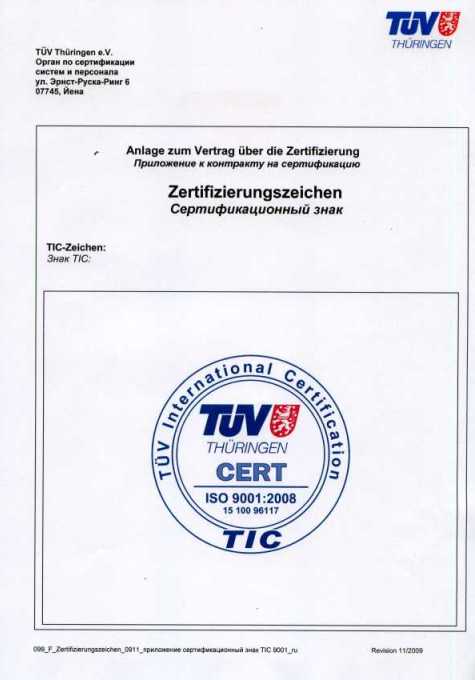 TÜV
THÜRINGEN
TÜV Thüringen e.V.
Орган по сертификации
систем и персонала
ул. Эрнст-Руска-Ринг 6
07745, Йена
Anlage zum Vertrag über die Zertifizierung
Приложение к контракту на сертификацию
Zertifizierungszeichen
Сертификационный знак
TIC-Zeichen:
Знак TIC:
TÜV International Certification
TÜV
THÜRINGEN
CERT
ISO 9001:2008
15 100 96117
TIC
099_F_Zertifizierungszeichen_0911_приложение сертификационный знак TIC 9001_ru
Revision 11/2009